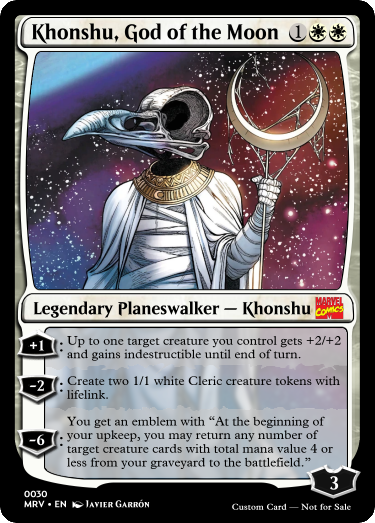 Khonshu, God of the Moon 1
Legendary Planeswalker — Khonshu MARVEL COMICS
+1: Up to one target creature you control gets +2/+2
and gains indestructible until end of turn.
-2: Create two 1/1 white Cleric creature tokens with
lifelink.
You get an emblem with “At the beginning of
your upkeep, you may return any number of
-6: target creature cards with total mana value 4 or
less from your graveyard to the battlefield.”
3
0030
MRV • EN Javier Garrón
Custom Card — Not for Sale